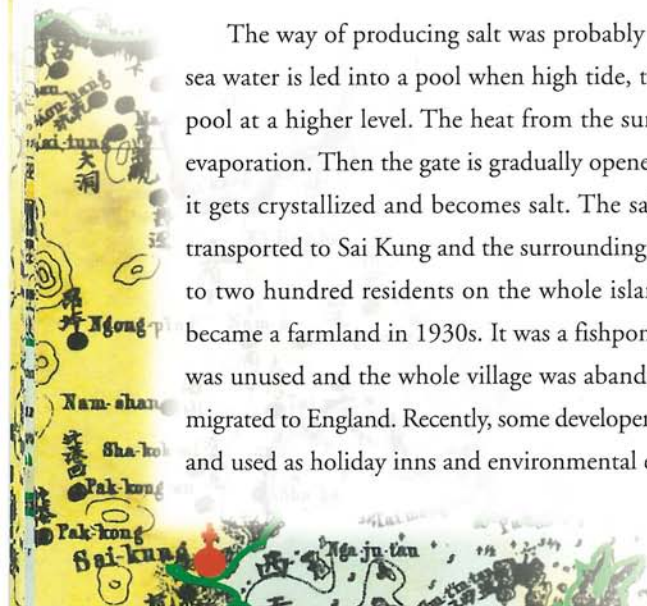 The way of producing salt was probably
sea water is led into a pool when high tide, t
pool at a higher level. The heat from the sur
evaporation. Then the gate is gradually opene
it gets crystallized and becomes salt. The sa
transported to Sai Kung and the surrounding
to two hundred residents on the whole islan
became a farmland in 1930s. It was a fishpon
was unused and the whole village was aband
migrated to England. Recently, some developer
and used as holiday inns and environmental e
大洞
昂坪
Ngong-p
Nam-shan
Sha-ko
Pak-kong
Pak-kong
Sai-kung
Nga-ju-tau